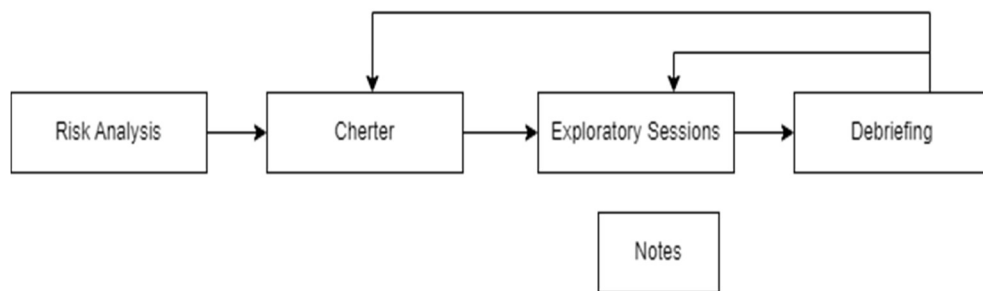 Risk Analysis
Cherter
Exploratory Sessions
Debriefing
Notes